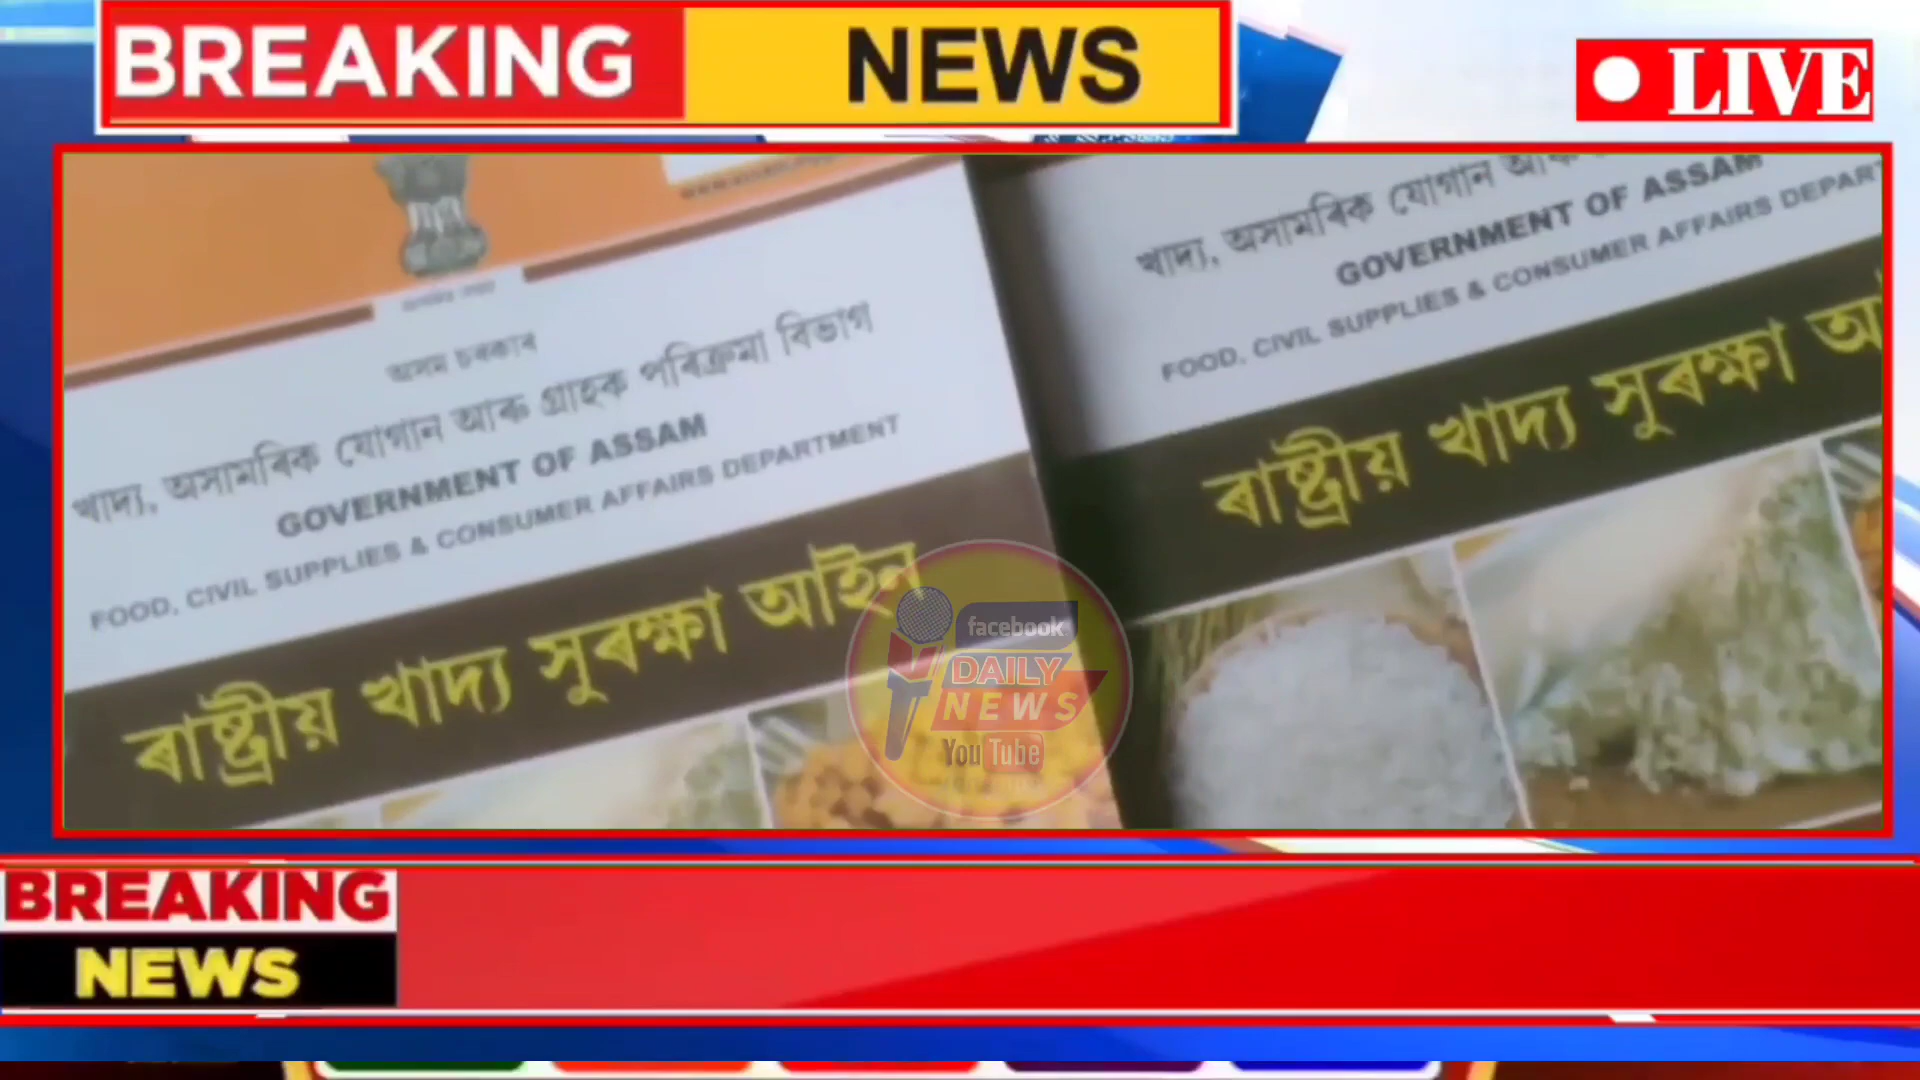 BREAKING NEWS
LIVE
অসম চৰকাৰ
খাদ্য, অসামৰিক যোগান আৰু গ্ৰাহক পৰিক্ৰমা বিভাগ
GOVERNMENT OF ASSAM
FOOD, CIVIL SUPPLIES & CONSUMER AFFAIRS DEPARTMENT
ৰাষ্ট্ৰীয় খাদ্য সুৰক্ষা আইন
খাদ্য, অসামৰিক যোগান আৰু
GOVERNMENT OF ASSAM
FOOD, CIVIL SUPPLIES & CONSUMER AFFAIRS DEPAR
ৰাষ্ট্ৰীয় খাদ্য সুৰক্ষা আ
facebook
DAILY
NEWS
YouTube
BREAKING
NEWS